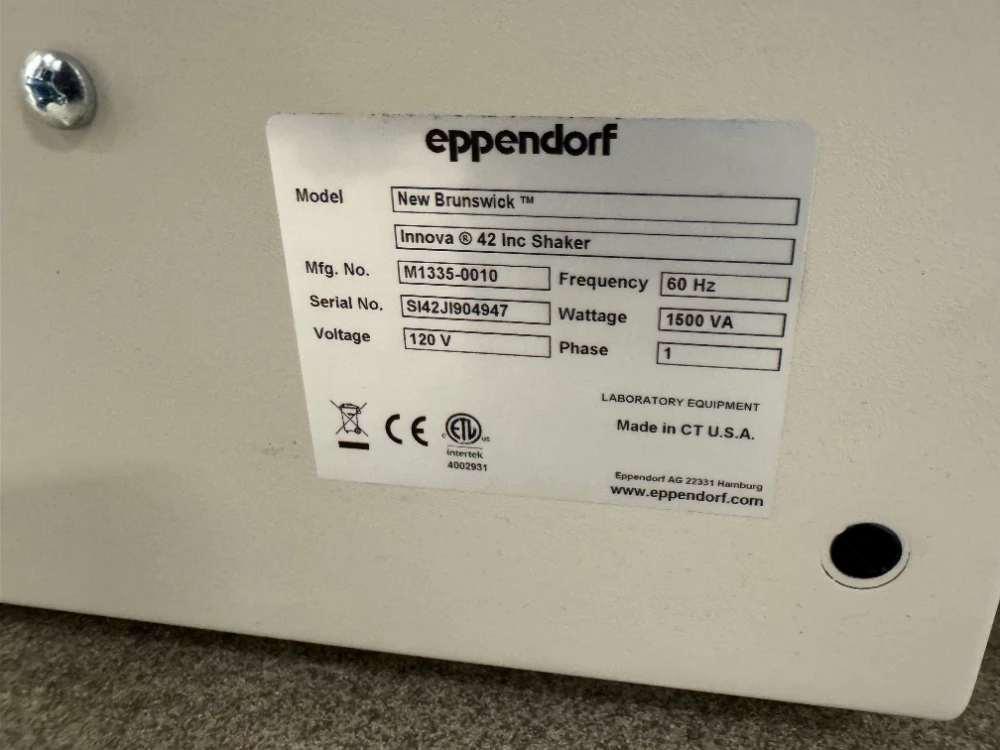 eppendorf
Model New Brunswick ™
Innova ® 42 Inc Shaker
Mfg. No. M1335-0010 Frequency 60 Hz
Serial No. SI42JI904947 Wattage 1500 VA
Voltage 120 V Phase 1
LABORATORY EQUIPMENT
Made in CT U.S.A.
CE c ETL us
Intertek
4002931
Eppendorf AG 22331 Hamburg
www.eppendorf.com